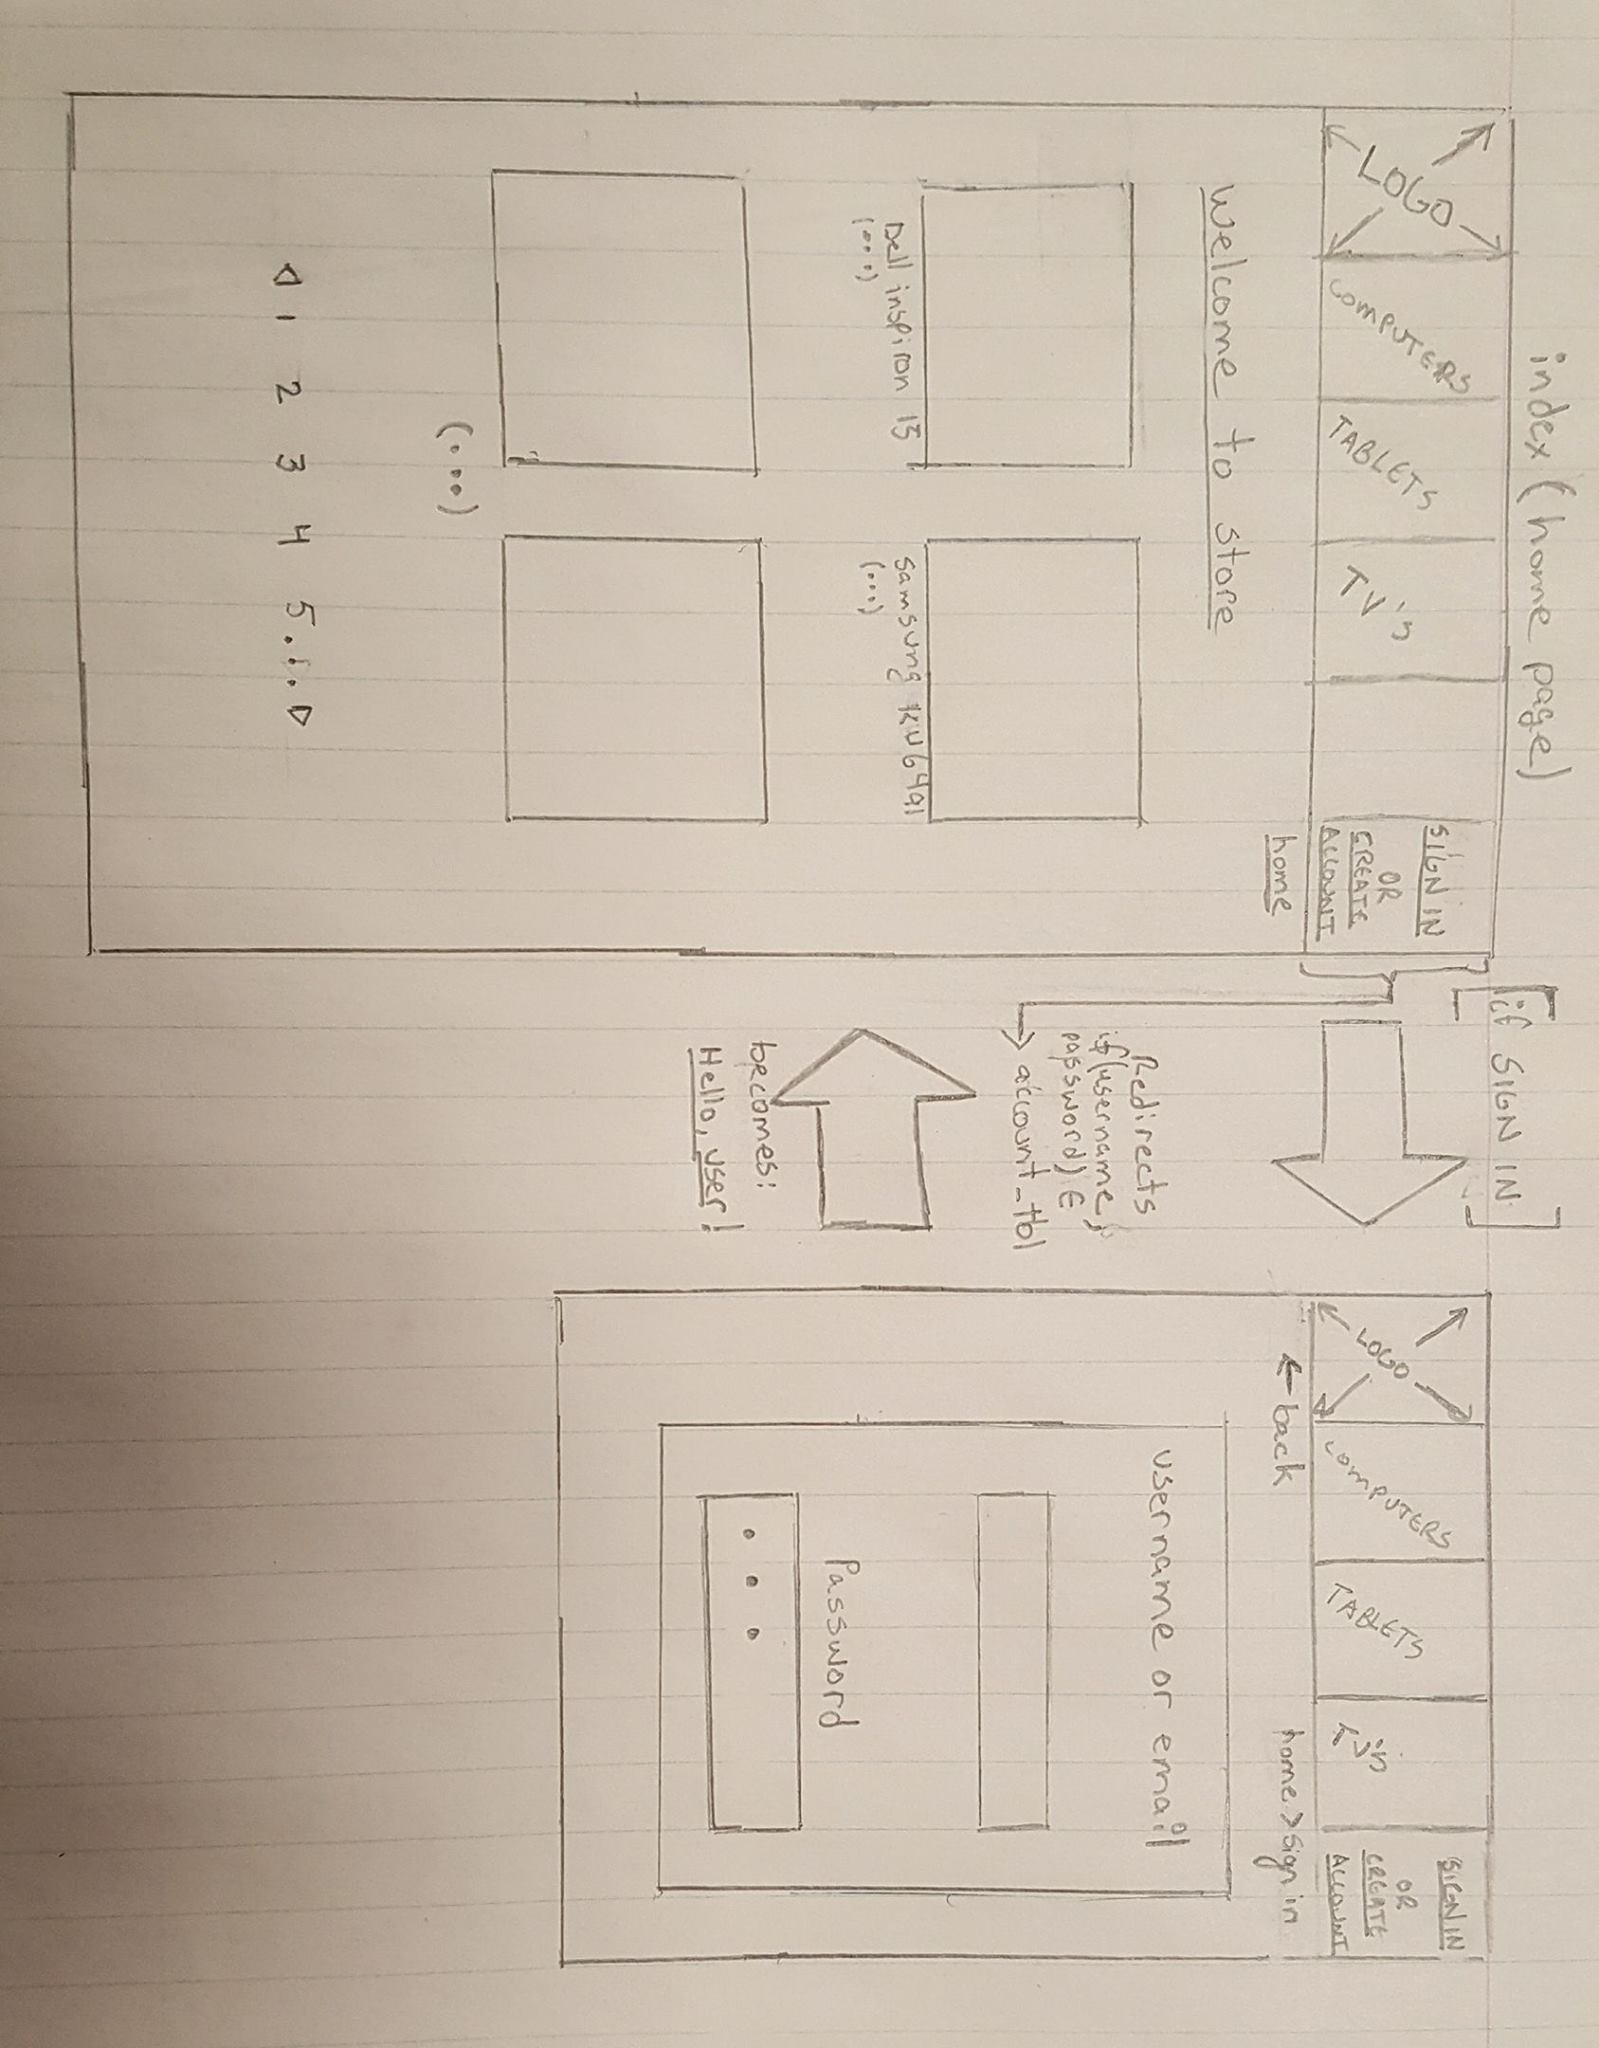 index (home page)
LOGO
COMPUTERS
TABLETS
TV's
SIGN IN
OR
CREATE
ACCOUNT
home
Welcome to store
Dell inspiron 15
(...)
Samsung KU6491
(...)
(...)
1 2 3 4 5...
[if SIGN IN]
Redirects
if (username,
password) ∈
account_tbl
becomes:
Hello, user!
LOGO
COMPUTERS
TABLETS
TV's
SIGN IN
OR
CREATE
ACCOUNT
← back
home > sign in
username or email
Password